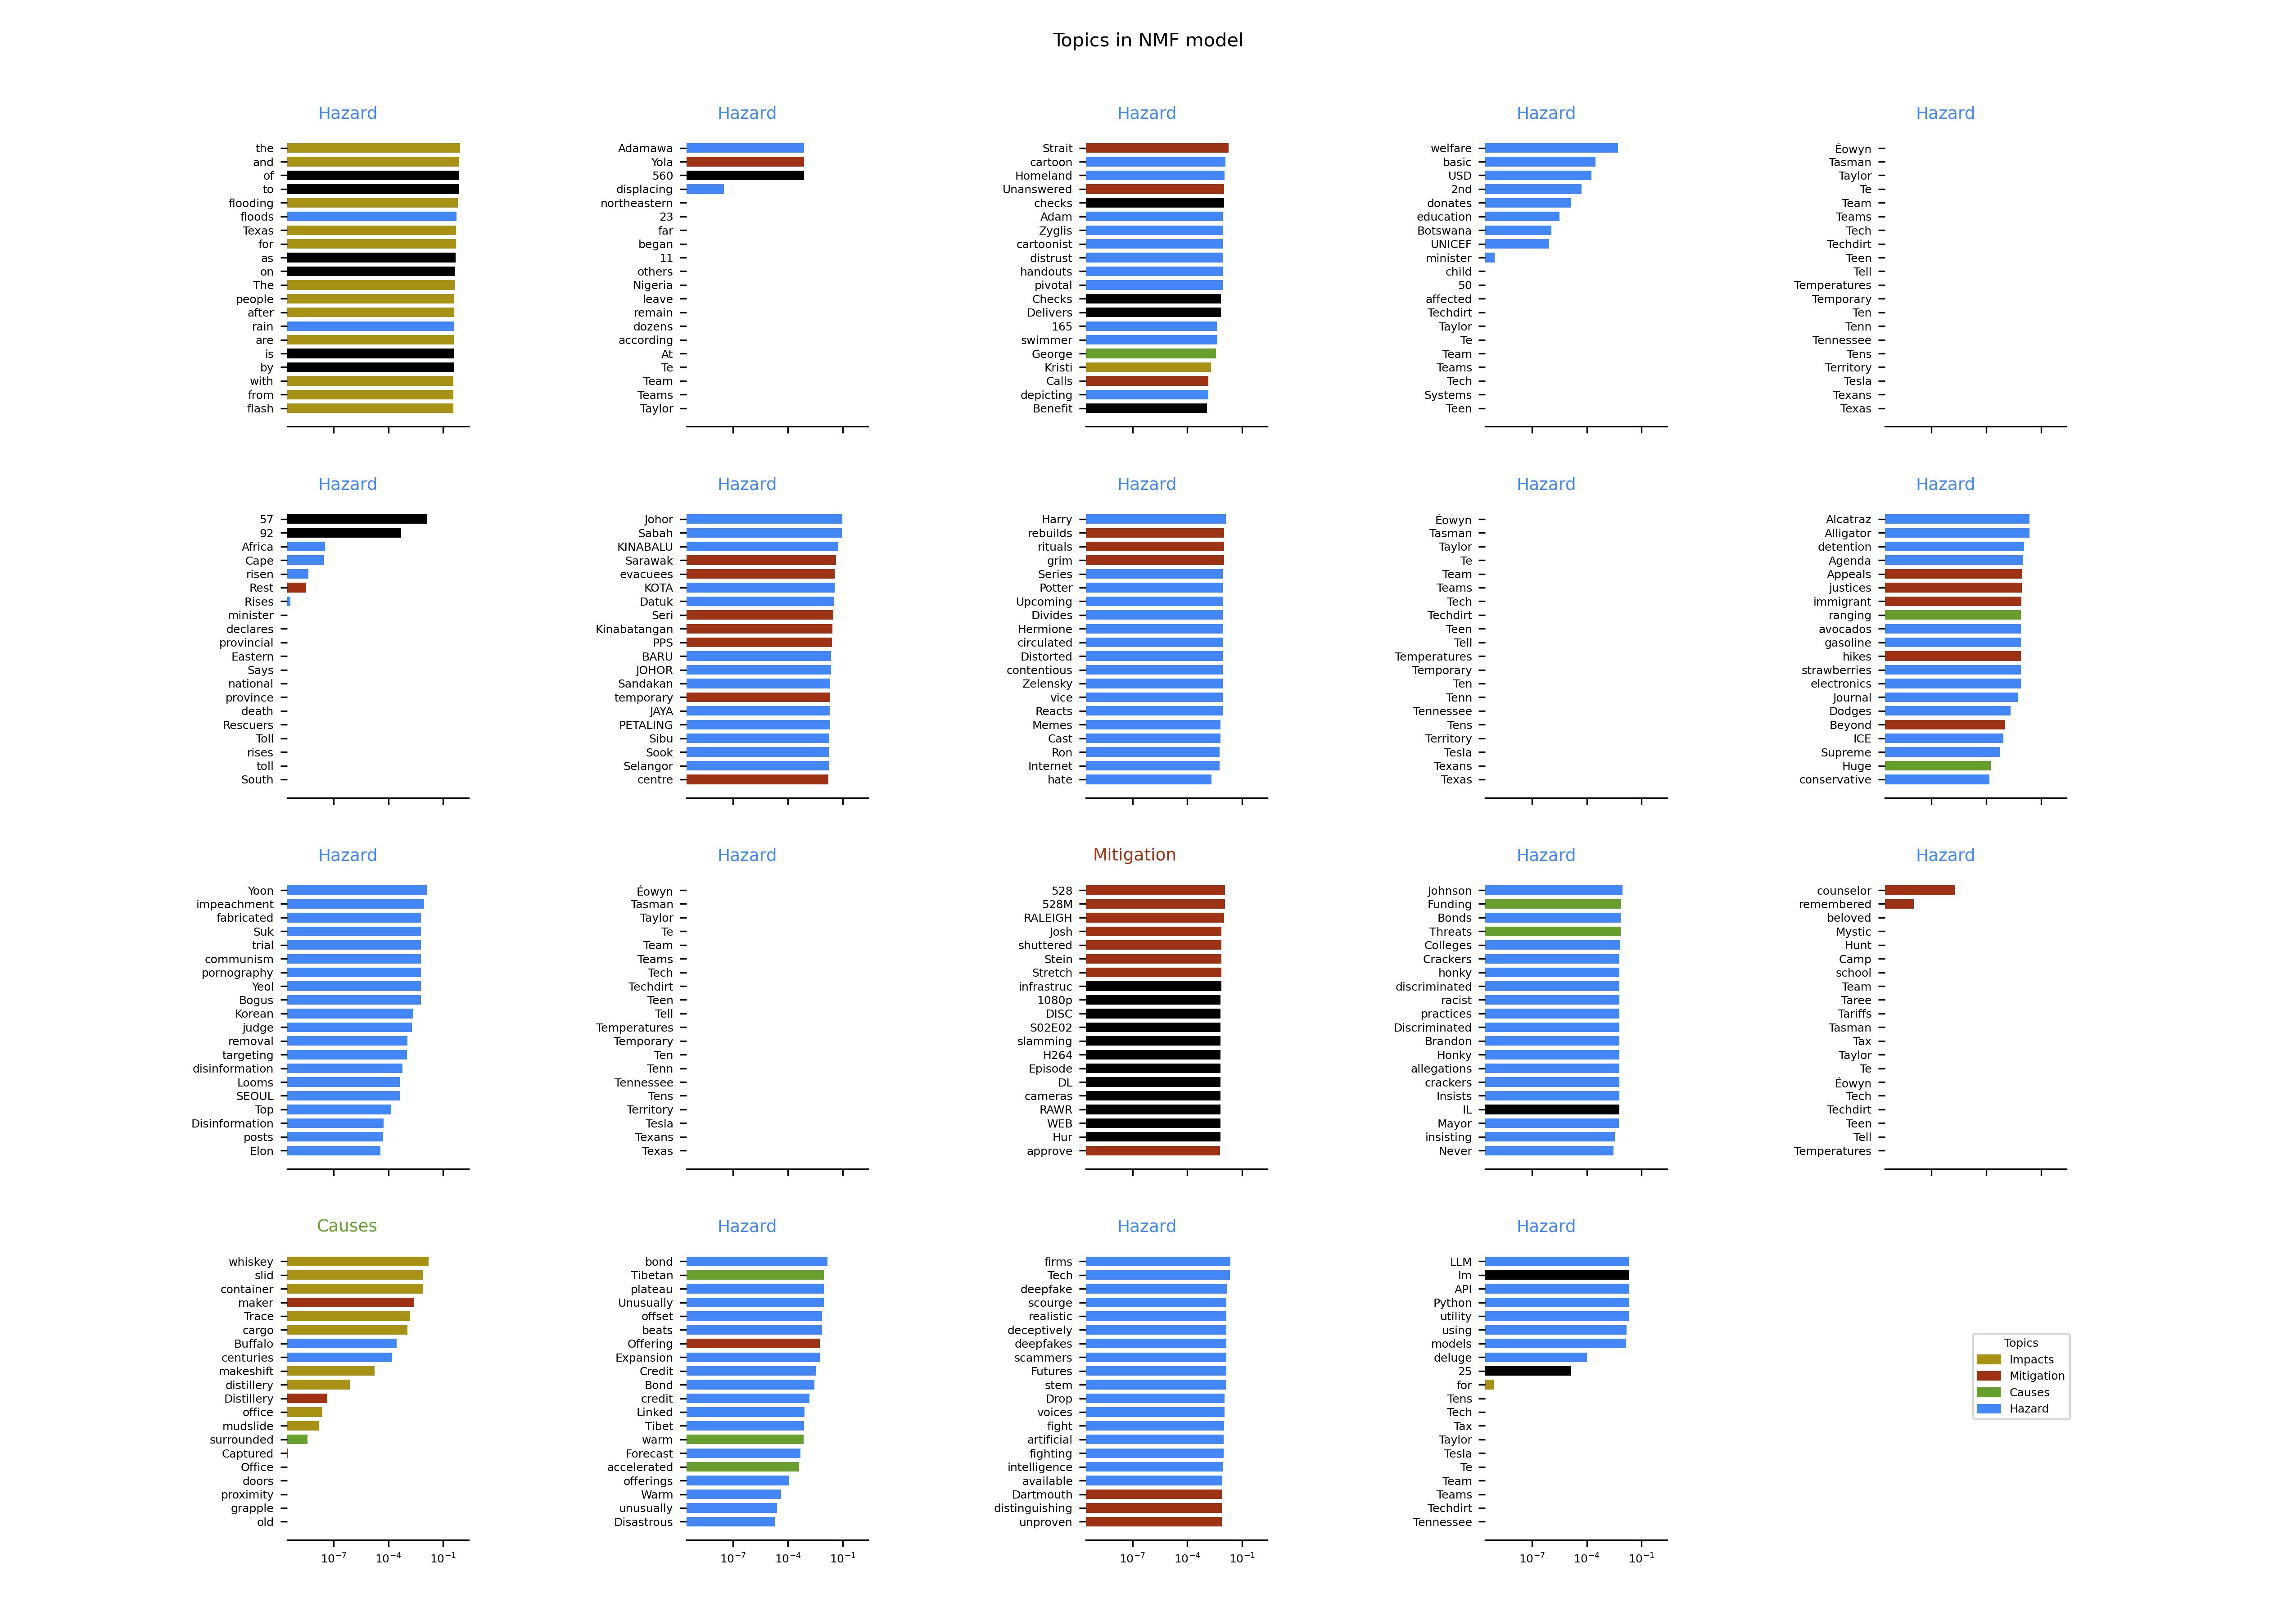 Topics in NMF model
Hazard
the
and
of
to
flooding
floods
Texas
for
as
on
The
people
after
rain
are
is
by
with
from
flash
Hazard
Adamawa
Yola
560
displacing
northeastern
23
far
began
11
others
Nigeria
leave
remain
dozens
according
At
Te
Team
Teams
Taylor
Hazard
Strait
cartoon
Homeland
Unanswered
checks
Adam
Zyglis
cartoonist
distrust
handouts
pivotal
Checks
Delivers
165
swimmer
George
Kristi
Calls
depicting
Benefit
Hazard
welfare
basic
USD
2nd
donates
education
Botswana
UNICEF
minister
child
50
affected
Techdirt
Taylor
Te
Team
Teams
Tech
Systems
Teen
Hazard
Éowyn
Tasman
Taylor
Te
Team
Teams
Tech
Techdirt
Teen
Tell
Temperatures
Temporary
Ten
Tenn
Tennessee
Tens
Territory
Tesla
Texans
Texas
Hazard
57
92
Africa
Cape
risen
Rest
Rises
minister
declares
provincial
Eastern
Says
national
province
death
Rescuers
Toll
rises
toll
South
Hazard
Johor
Sabah
KINABALU
Sarawak
evacuees
KOTA
Datuk
Seri
Kinabatangan
PPS
BARU
JOHOR
Sandakan
temporary
JAYA
PETALING
Sibu
Sook
Selangor
centre
Hazard
Harry
rebuilds
rituals
grim
Series
Potter
Upcoming
Divides
Hermione
circulated
Distorted
contentious
Zelensky
vice
Reacts
Memes
Cast
Ron
Internet
hate
Hazard
Éowyn
Tasman
Taylor
Te
Team
Teams
Tech
Techdirt
Teen
Tell
Temperatures
Temporary
Ten
Tenn
Tennessee
Tens
Territory
Tesla
Texans
Texas
Hazard
Alcatraz
Alligator
detention
Agenda
Appeals
justices
immigrant
ranging
avocados
gasoline
hikes
strawberries
electronics
Journal
Dodges
Beyond
ICE
Supreme
Huge
conservative
Hazard
Yoon
impeachment
fabricated
Suk
trial
communism
pornography
Yeol
Bogus
Korean
judge
removal
targeting
disinformation
Looms
SEOUL
Top
Disinformation
posts
Elon
Hazard
Éowyn
Tasman
Taylor
Te
Team
Teams
Tech
Techdirt
Teen
Tell
Temperatures
Temporary
Ten
Tenn
Tennessee
Tens
Territory
Tesla
Texans
Texas
Mitigation
528
528M
RALEIGH
Josh
shuttered
Stein
Stretch
infrastruc
1080p
DISC
S02E02
slamming
H264
Episode
DL
cameras
RAWR
WEB
Hur
approve
Hazard
Johnson
Funding
Bonds
Threats
Colleges
Crackers
honky
discriminated
racist
practices
Discriminated
Brandon
Honky
allegations
crackers
Insists
IL
Mayor
insisting
Never
Hazard
counselor
remembered
beloved
Mystic
Hunt
Camp
school
Team
Taree
Tariffs
Tasman
Tax
Taylor
Te
Éowyn
Tech
Techdirt
Teen
Tell
Temperatures
Causes
whiskey
slid
container
maker
Trace
cargo
Buffalo
centuries
makeshift
distillery
Distillery
office
mudslide
surrounded
Captured
Office
doors
proximity
grapple
old
10⁻⁷ 10⁻⁴ 10⁻¹
Hazard
bond
Tibetan
plateau
Unusually
offset
beats
Offering
Expansion
Credit
Bond
credit
Linked
Tibet
warm
Forecast
accelerated
offerings
Warm
unusually
Disastrous
10⁻⁷ 10⁻⁴ 10⁻¹
Hazard
firms
Tech
deepfake
scourge
realistic
deceptively
deepfakes
scammers
Futures
stem
Drop
voices
fight
artificial
fighting
intelligence
available
Dartmouth
distinguishing
unproven
10⁻⁷ 10⁻⁴ 10⁻¹
Hazard
LLM
lm
API
Python
utility
using
models
deluge
25
for
Tens
Tech
Tax
Taylor
Tesla
Te
Team
Teams
Techdirt
Tennessee
10⁻⁷ 10⁻⁴ 10⁻¹
Topics
Impacts
Mitigation
Causes
Hazard